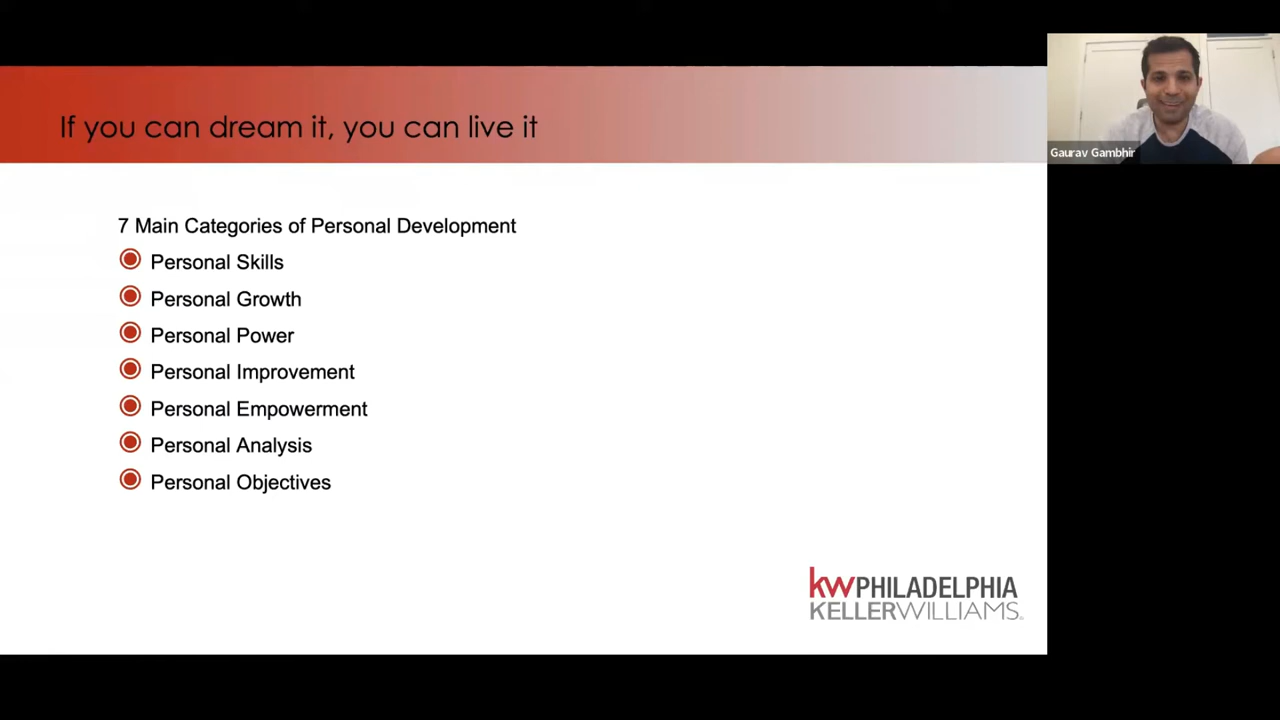 If you can dream it, you can live it
Gaurav Gambhir
7 Main Categories of Personal Development
Personal Skills
Personal Growth
Personal Power
Personal Improvement
Personal Empowerment
Personal Analysis
Personal Objectives
kwPHILADELPHIA
KELLERWILLIAMS®